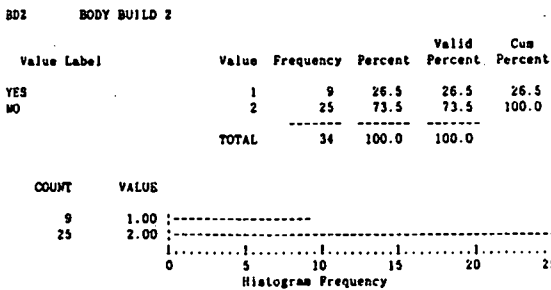 BD2 BODY BUILD 2
Valid Cum
Value Label Value Frequency Percent Percent Percent
YES 1 9 26.5 26.5 26.5
NO 2 25 73.5 73.5 100.0
------- ------- -------
TOTAL 34 100.0 100.0
COUNT VALUE
9 1.00 :------------------
25 2.00 :--------------------------------------------------
I.........I.........I.........I.........I.........
0 5 10 15 20 2
Histogram Frequency